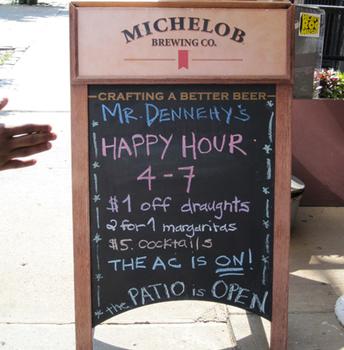 MICHELOB
BREWING CO.
CRAFTING A BETTER BEER
MR. DENNEHY'S
HAPPY HOUR
4-7
$1 off draughts
2 for 1 margaritas
$5. cocktails
THE AC is ON!
the PATIO is OPEN